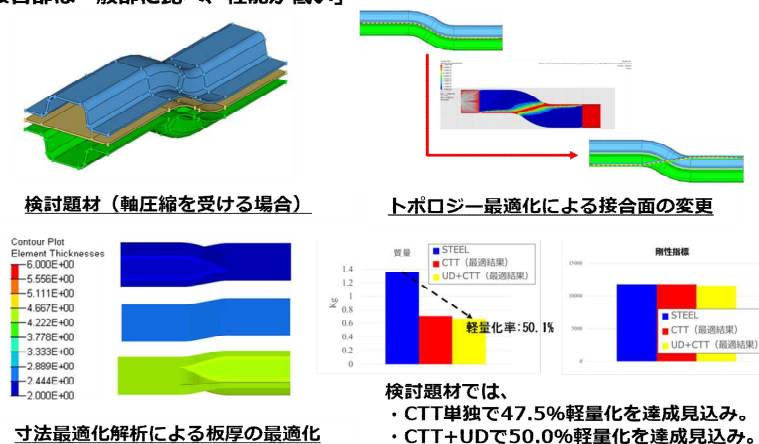 検討題材（軸圧縮を受ける場合）
トポロジー最適化による接合面の変更
Contour Plot
Element Thicknesses
6.000E+00
5.556E+00
5.111E+00
4.667E+00
4.222E+00
3.778E+00
3.333E+00
2.889E+00
2.444E+00
2.000E+00
寸法最適化解析による板厚の最適化
質量
STEEL
CTT（最適結果）
UD+CTT（最適結果）
Kg
1.4
1.2
1
0.8
0.6
0.4
0.2
0
軽量化率:50.1%
剛性指標
15000
10000
5000
0
STEEL
CTT（最適結果）
UD+CTT（最適結果）
検討題材では、
・CTT単独で47.5%軽量化を達成見込み。
・CTT+UDで50.0%軽量化を達成見込み。